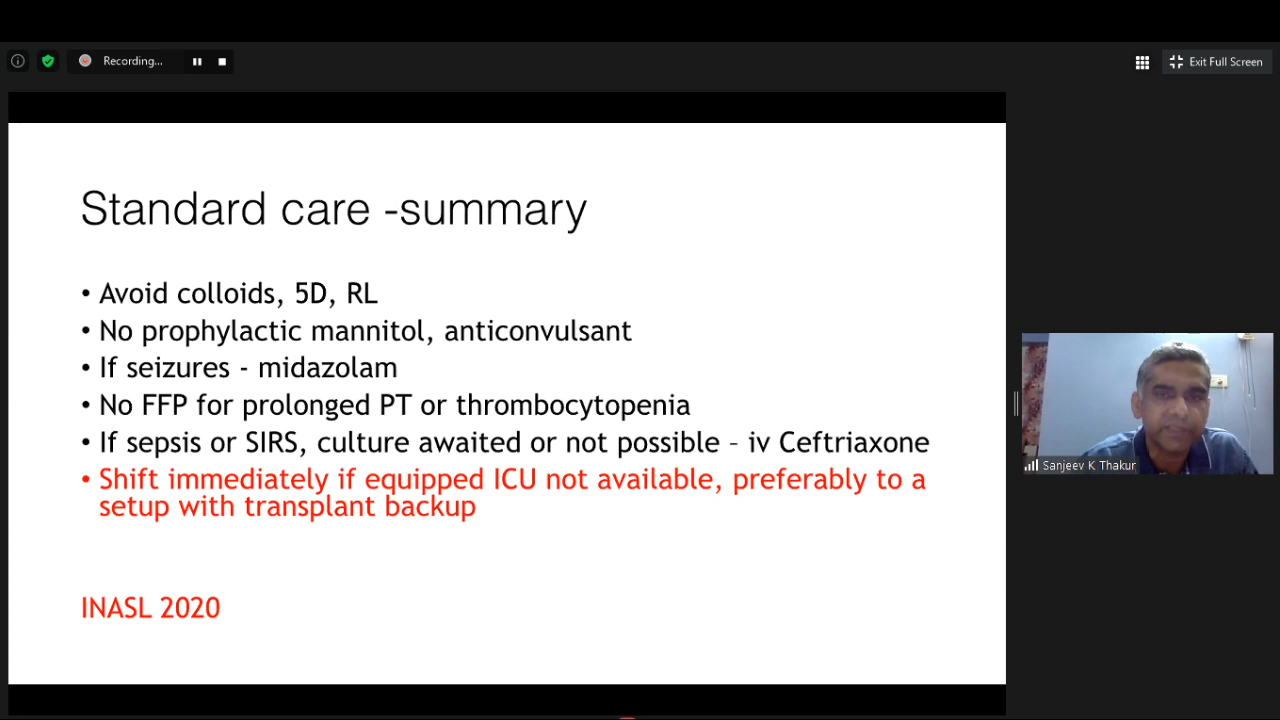 Recording...
Exit Full Screen
Standard care -summary
• Avoid colloids, 5D, RL
• No prophylactic mannitol, anticonvulsant
• If seizures - midazolam
• No FFP for prolonged PT or thrombocytopenia
• If sepsis or SIRS, culture awaited or not possible – iv Ceftriaxone
• Shift immediately if equipped ICU not available, preferably to a
setup with transplant backup
INASL 2020
Sanjeev K Thakur